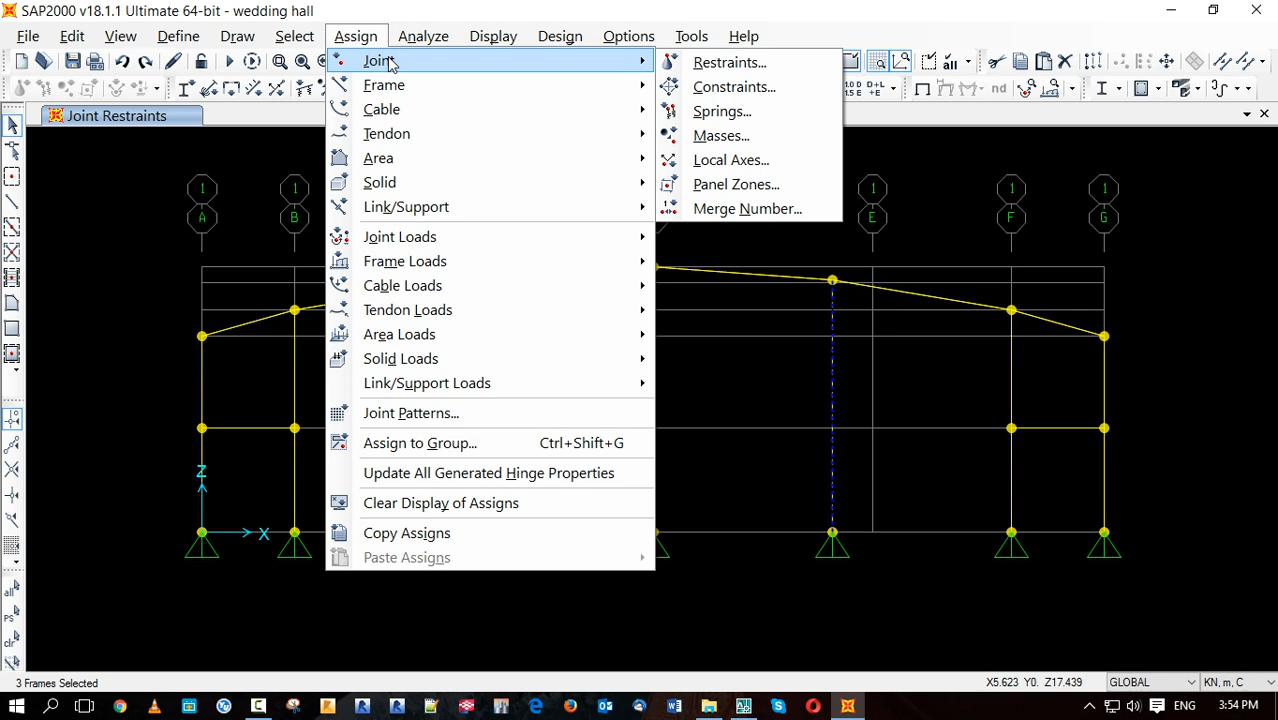 SAP2000 v18.1.1 Ultimate 64-bit - wedding hall
File Edit View Define Draw Select Assign Analyze Display Design Options Tools Help
all
nd
Joint Restraints
Joint
Frame
Cable
Tendon
Area
Solid
Link/Support
Joint Loads
Frame Loads
Cable Loads
Tendon Loads
Area Loads
Solid Loads
Link/Support Loads
Joint Patterns...
Assign to Group... Ctrl+Shift+G
Update All Generated Hinge Properties
Clear Display of Assigns
Copy Assigns
Paste Assigns
Restraints...
Constraints...
Springs...
Masses...
Local Axes...
Panel Zones...
Merge Number...
1 1 1 1 1
A B E F G
Z
X
all
PS
clr
3 Frames Selected
X5.623 Y0. Z17.439
GLOBAL
KN, m, C
ENG
3:54 PM